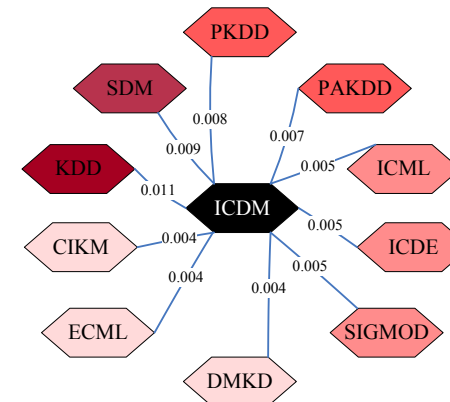 PKDD
SDM
PAKDD
0.008
0.007
0.009
0.005
KDD
ICML
0.011
ICDM
0.005
CIKM
0.004
ICDE
0.004
0.005
0.004
ECML
SIGMOD
DMKD